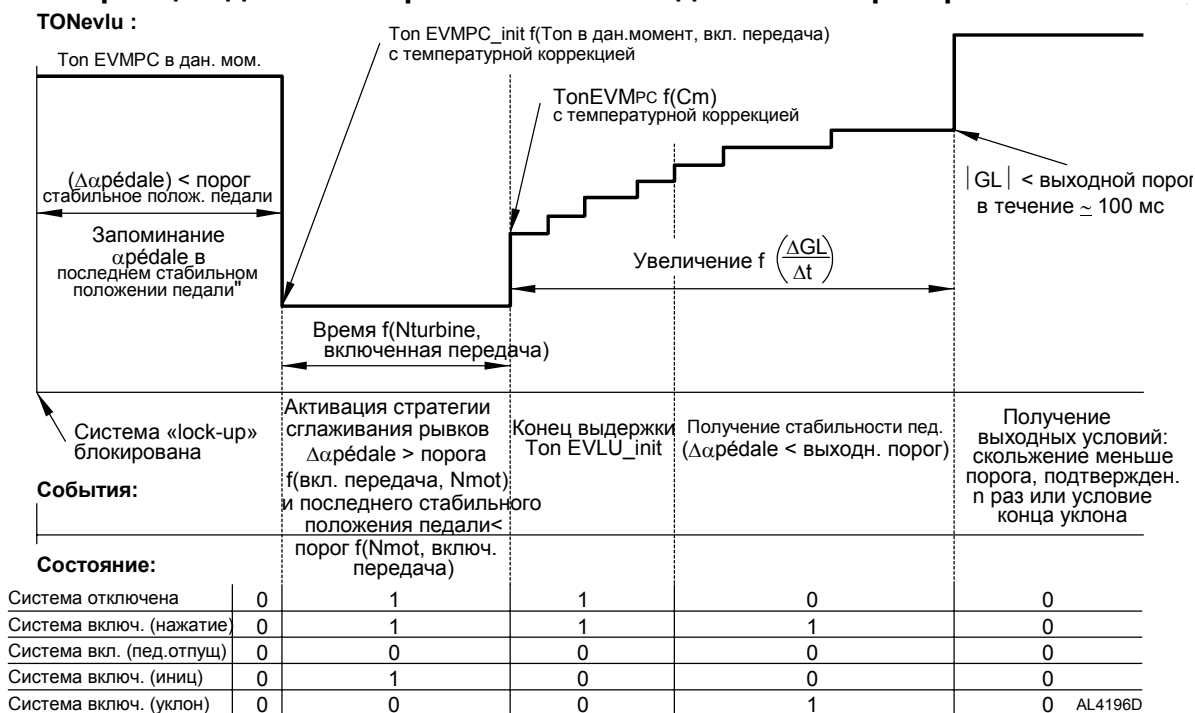 TONevlu :
Ton EVMPC в дан. мом.
Ton EVMPC_init f(Ton в дан.момент, вкл. передача)
с температурной коррекцией
TonEVMPC f(Cm)
с температурной коррекцией
(Δαpédale) < порог
стабильное полож. педали
Запоминание
αpédale в
последнем стабильном
положении педали"
|GL| < выходной порог
в течение ≃ 100 мс
Увеличение f (ΔGL/Δt)
Время f(Nturbine,
включенная передача)
Система «lock-up»
блокирована
События:
Активация стратегии
сглаживания рывков
Δαpédale > порога
f(вкл. передача, Nmot)
и последнего стабильного
положения педали<
порог f(Nmot, включ.
передача)
Конец выдержки
Ton EVLU_init
Получение стабильности пед.
(Δαpédale < выходн. порог)
Получение
выходных условий:
скольжение меньше
порога, подтвержден.
n раз или условие
конца уклона
Состояние:
Система отключена 0 1 1 0 0
Система включ. (нажатие) 0 1 1 1 0
Система вкл. (пед.отпущ) 0 0 0 0 0
Система включ. (иниц) 0 1 0 0 0
Система включ. (уклон) 0 0 0 1 0
AL4196D